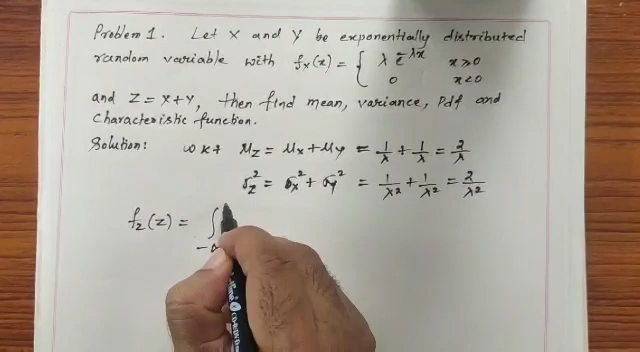 Problem 1. Let X and Y be exponentially distributed
random variable with fx(x) = { λ e^-λx x≥0
0 x<0
and Z = X+Y, then find mean, variance, pdf and
characteristic function.
Solution: W K T μz = μx + μy = 1/λ + 1/λ = 2/λ
σz² = σx² + σy² = 1/λ² + 1/λ² = 2/λ²
fz(z) = ∫